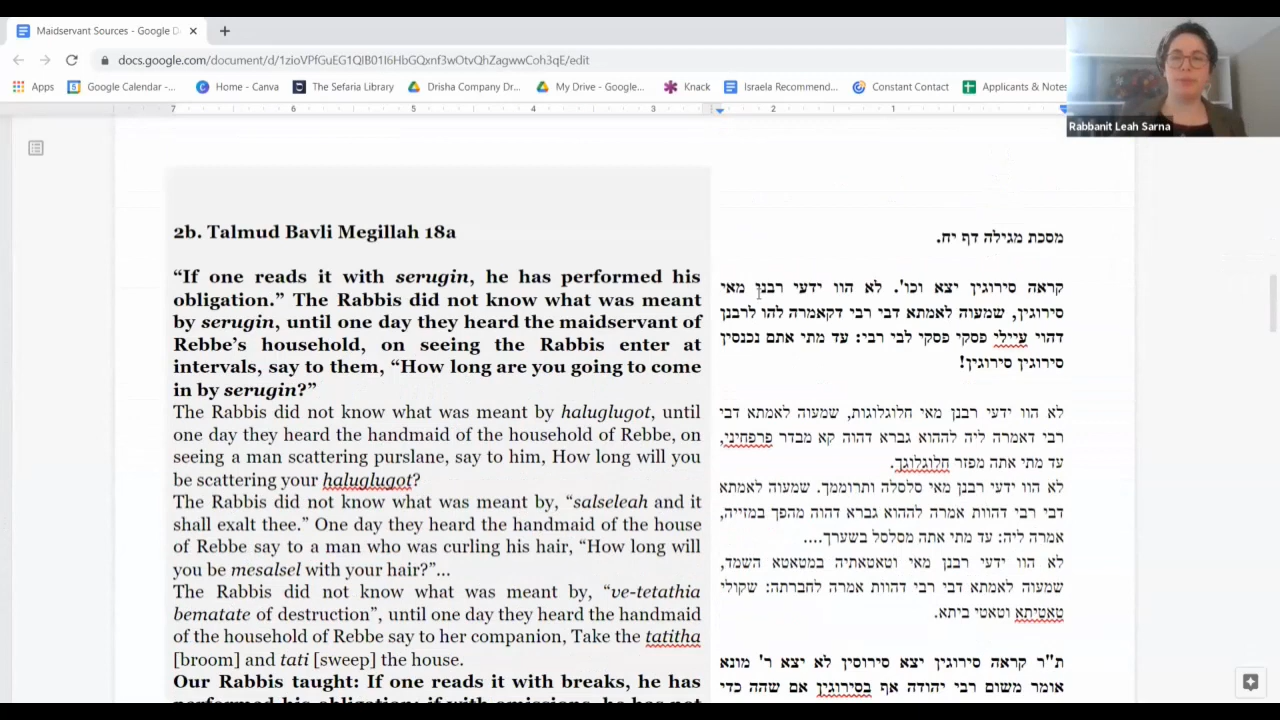 Maidservant Sources - Google D
docs.google.com/document/d/1zioVPfGuEG1QIB01I6HbGQxnf3wOtvQhZagwwCoh3qE/edit
Apps Google Calendar -... Home - Canva The Sefaria Library Drisha Company Dr... My Drive - Google... Knack Israela Recommend... Constant Contact Applicants & Notes
Rabbanit Leah Sarna
7 6 5 4 3 2 1
2b. Talmud Bavli Megillah 18a
“If one reads it with serugin, he has performed his
obligation.” The Rabbis did not know what was meant
by serugin, until one day they heard the maidservant of
Rebbe’s household, on seeing the Rabbis enter at
intervals, say to them, “How long are you going to come
in by serugin?”
The Rabbis did not know what was meant by haluglugot, until
one day they heard the handmaid of the household of Rebbe, on
seeing a man scattering purslane, say to him, How long will you
be scattering your haluglugot?
The Rabbis did not know what was meant by, “salseleah and it
shall exalt thee.” One day they heard the handmaid of the house
of Rebbe say to a man who was curling his hair, “How long will
you be mesalsel with your hair?”...
The Rabbis did not know what was meant by, “ve-tetathia
bematate of destruction”, until one day they heard the handmaid
of the household of Rebbe say to her companion, Take the tatitha
[broom] and tati [sweep] the house.
Our Rabbis taught: If one reads it with breaks, he has
מסכת מגילה דף יח.
קראה סירוגין יצא וכו'. לא הוו ידעי רבנן מאי
סירוגין, שמעוה לאמתא דבי רבי דקאמרה להו לרבנן
דהוי עיילי פסקי פסקי לבי רבי: עד מתי אתם נכנסין
סירוגין סירוגין!
לא הוו ידעי רבנן מאי חלוגלוגות, שמעוה לאמתא דבי
רבי דאמרה ליה לההוא גברא דהוה קא מבדר פרפחיני,
עד מתי אתה מפזר חלוגלוגך.
לא הוו ידעי רבנן מאי סלסלה ותרוממך. שמעוה לאמתא
דבי רבי דהוות אמרה לההוא גברא דהוה מהפך במזייה,
אמרה ליה: עד מתי אתה מסלסל בשערך....
לא הוו ידעי רבנן מאי וטאטאתיה במטאטא השמד,
שמעוה לאמתא דבי רבי דהוות אמרה לחברתה: שקולי
טאטיתא וטאטי ביתא.
ת"ר קראה סירוגין יצא סירוסין לא יצא ר' מונא
אומר משום רבי יהודה אף בסירוגין אם שהה כדי